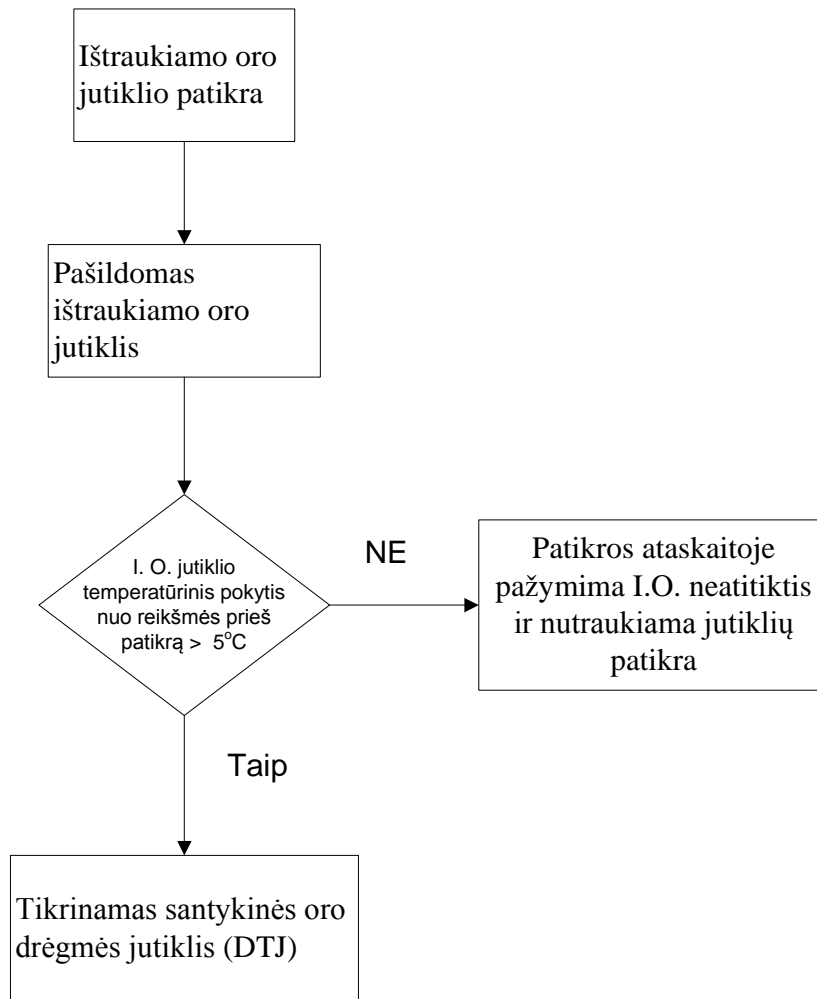 Ištraukiamo oro
jutiklio patikra
Pašildomas
ištraukiamo oro
jutiklis
I. O. jutiklio
temperatūrinis pokytis
nuo reikšmės prieš
patikrą > 5°C
NE
Patikros ataskaitoje
pažymima I.O. neatitiktis
ir nutraukiama jutiklių
patikra
Taip
Tikrinamas santykinės oro
drėgmės jutiklis (DTJ)